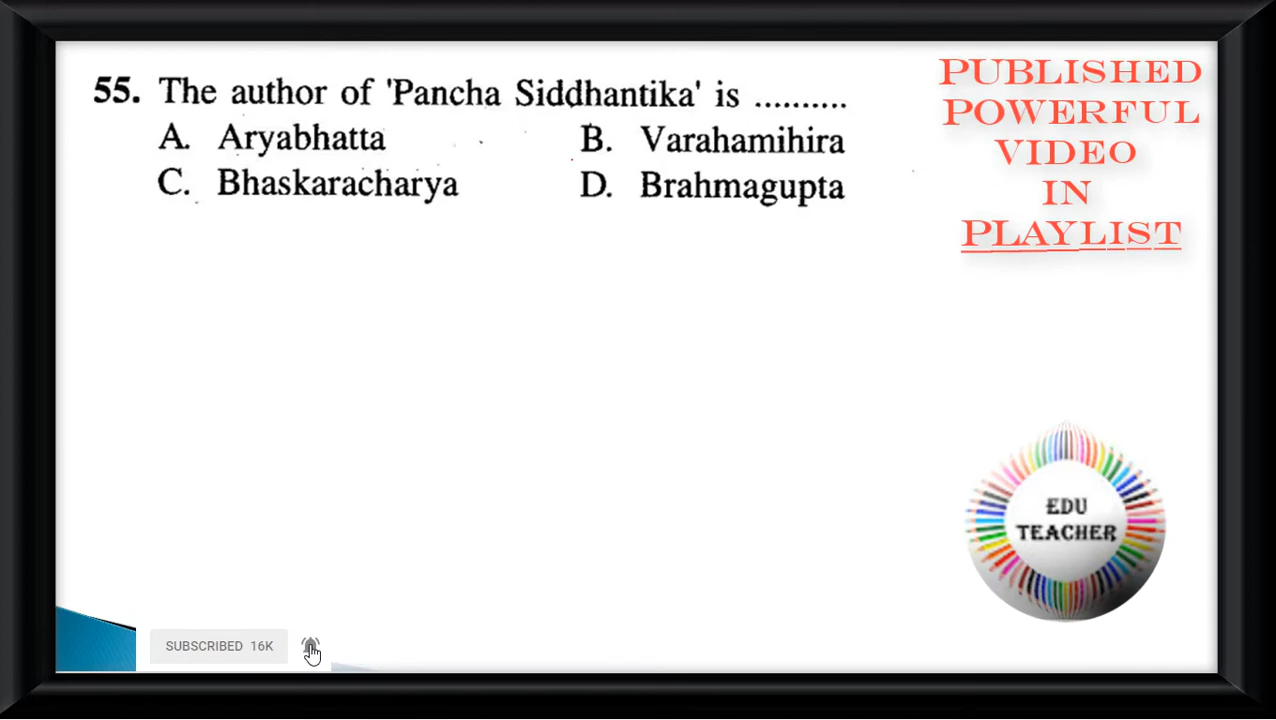 55. The author of 'Pancha Siddhantika' is ..........
A. Aryabhatta B. Varahamihira
C. Bhaskaracharya D. Brahmagupta
PUBLISHED
POWERFUL
VIDEO
IN
PLAYLIST
EDU
TEACHER
SUBSCRIBED 16K